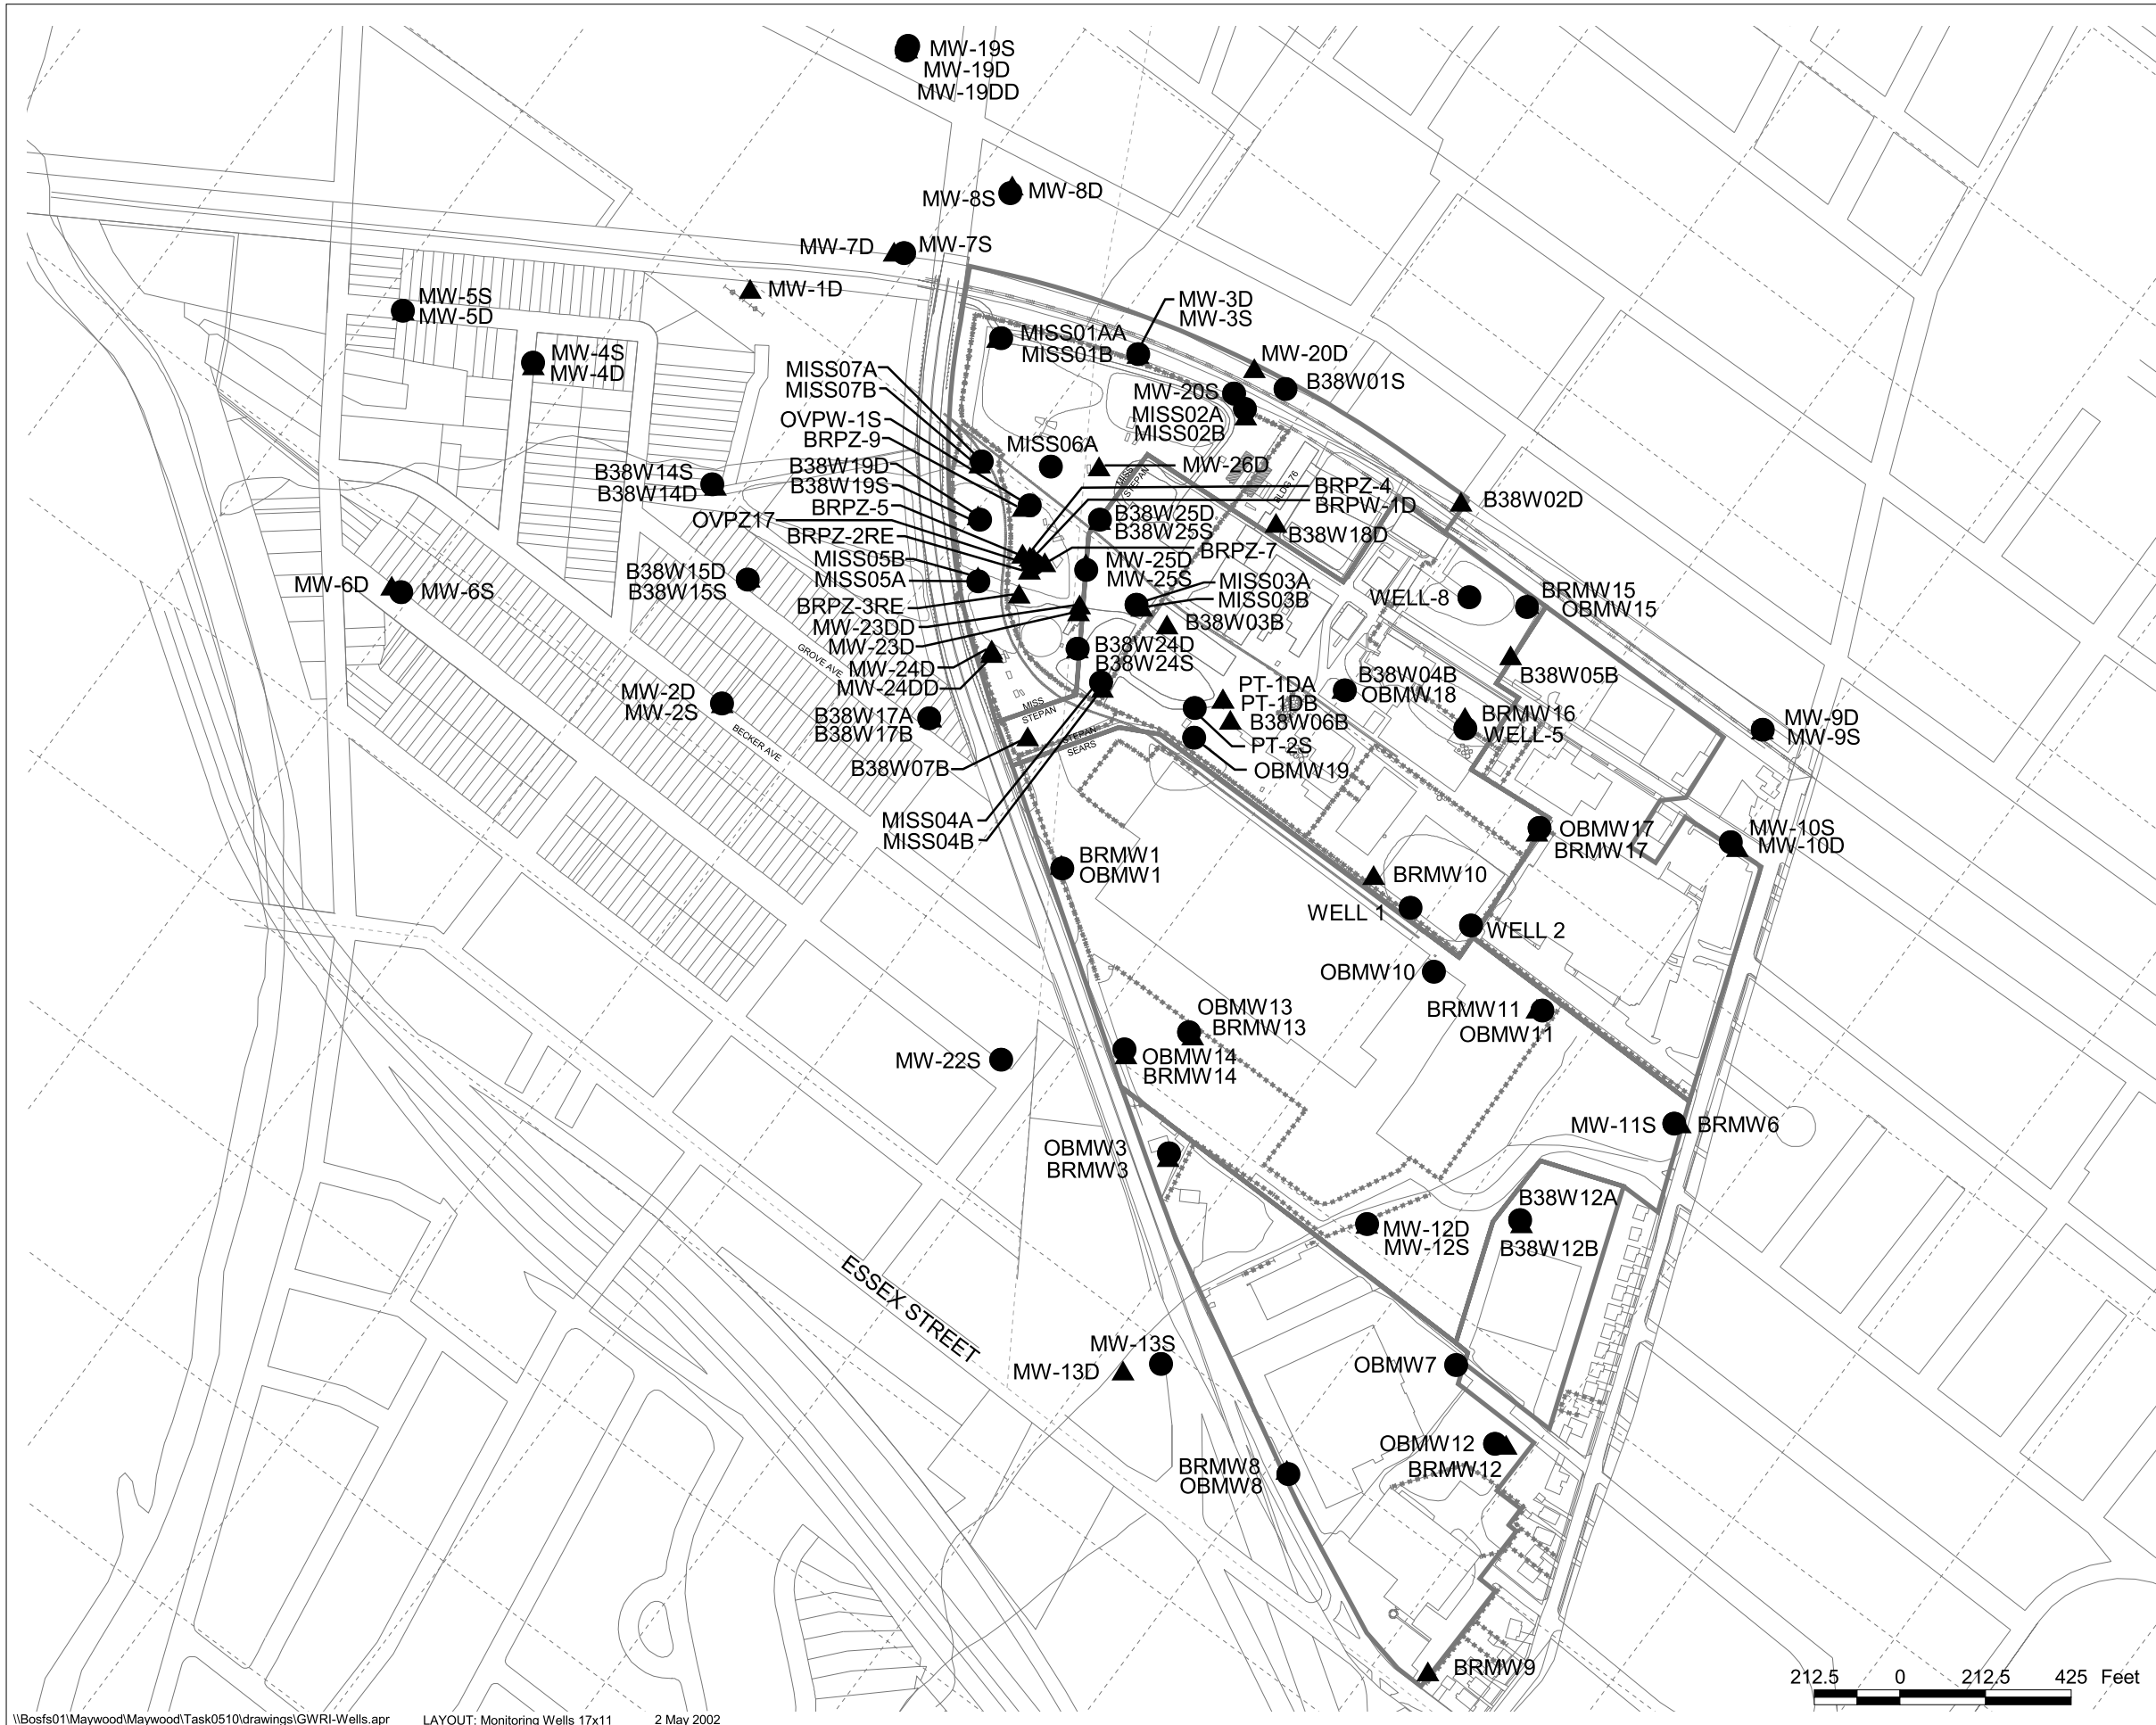 MW-19S
MW-19D
MW-19DD
MW-8S
MW-8D
MW-7D
MW-7S
MW-1D
MW-5S
MW-5D
MW-4S
MW-4D
MW-3D
MW-3S
MISS01AA
MISS01B
MW-20D
B38W01S
MW-20S
MISS02A
MISS02B
MISS07A
MISS07B
OVPW-1S
BRPZ-9
B38W19D
B38W19S
BRPZ-5
OVPZ17
BRPZ-2RE
MISS05B
MISS05A
BRPZ-3RE
MW-23DD
MW-23D
MW-24D
MW-24DD
MISS06A
MW-26D
MISS
STEPAN
BLDG 76
BRPZ-4
BRPW-1D
B38W25D
B38W25S
B38W18D
B38W02D
BRPZ-7
MW-25D
MW-25S
MISS03A
MISS03B
B38W03B
B38W24D
B38W24S
B38W14S
B38W14D
B38W15D
B38W15S
MW-6D
MW-6S
GROVE AVE
MW-2D
MW-2S
BECKER AVE
B38W17A
B38W17B
MISS
STEPAN
STEPAN
SEARS
B38W07B
MISS04A
MISS04B
PT-1DA
PT-1DB
B38W06B
PT-2S
OBMW19
B38W04B
OBMW18
WELL-8
BRMW15
OBMW15
B38W05B
BRMW16
WELL-5
MW-9D
MW-9S
OBMW17
BRMW17
MW-10S
MW-10D
BRMW1
OBMW1
BRMW10
WELL 1
WELL 2
OBMW10
BRMW11
OBMW11
OBMW13
BRMW13
OBMW14
BRMW14
MW-22S
MW-11S
BRMW6
OBMW3
BRMW3
B38W12A
B38W12B
MW-12D
MW-12S
ESSEX STREET
MW-13S
MW-13D
OBMW7
OBMW12
BRMW12
BRMW8
OBMW8
BRMW9
212.5 0 212.5 425 Feet
\\Bosfs01\Maywood\Maywood\Task0510\drawings\GWRI-Wells.apr LAYOUT: Monitoring Wells 17x11 2 May 2002